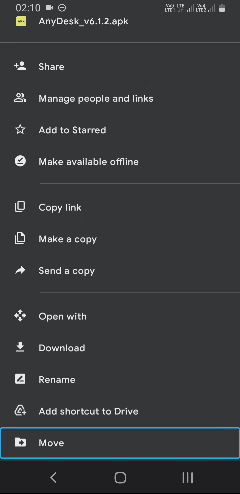 02:10
AnyDesk_v6.1.2.apk
Share
Manage people and links
Add to Starred
Make available offline
Copy link
Make a copy
Send a copy
Open with
Download
Rename
Add shortcut to Drive
Move